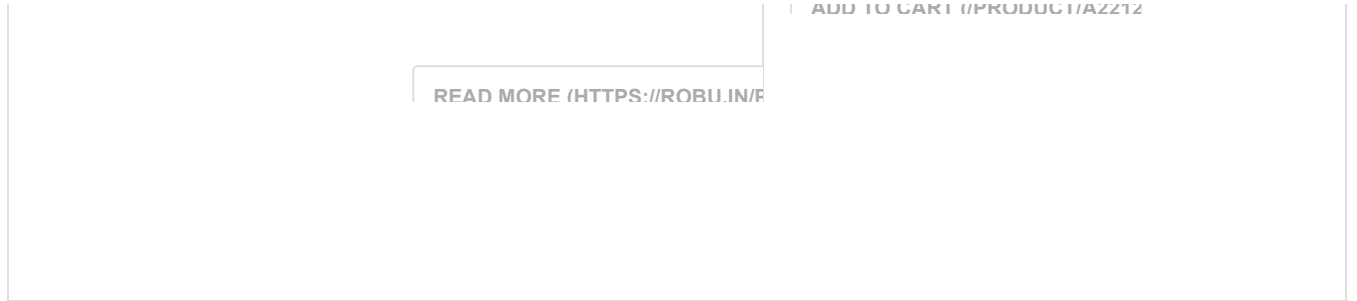 ADD TO CART (/PRODUCT/A2212
READ MORE (HTTPS://ROBU.IN/P